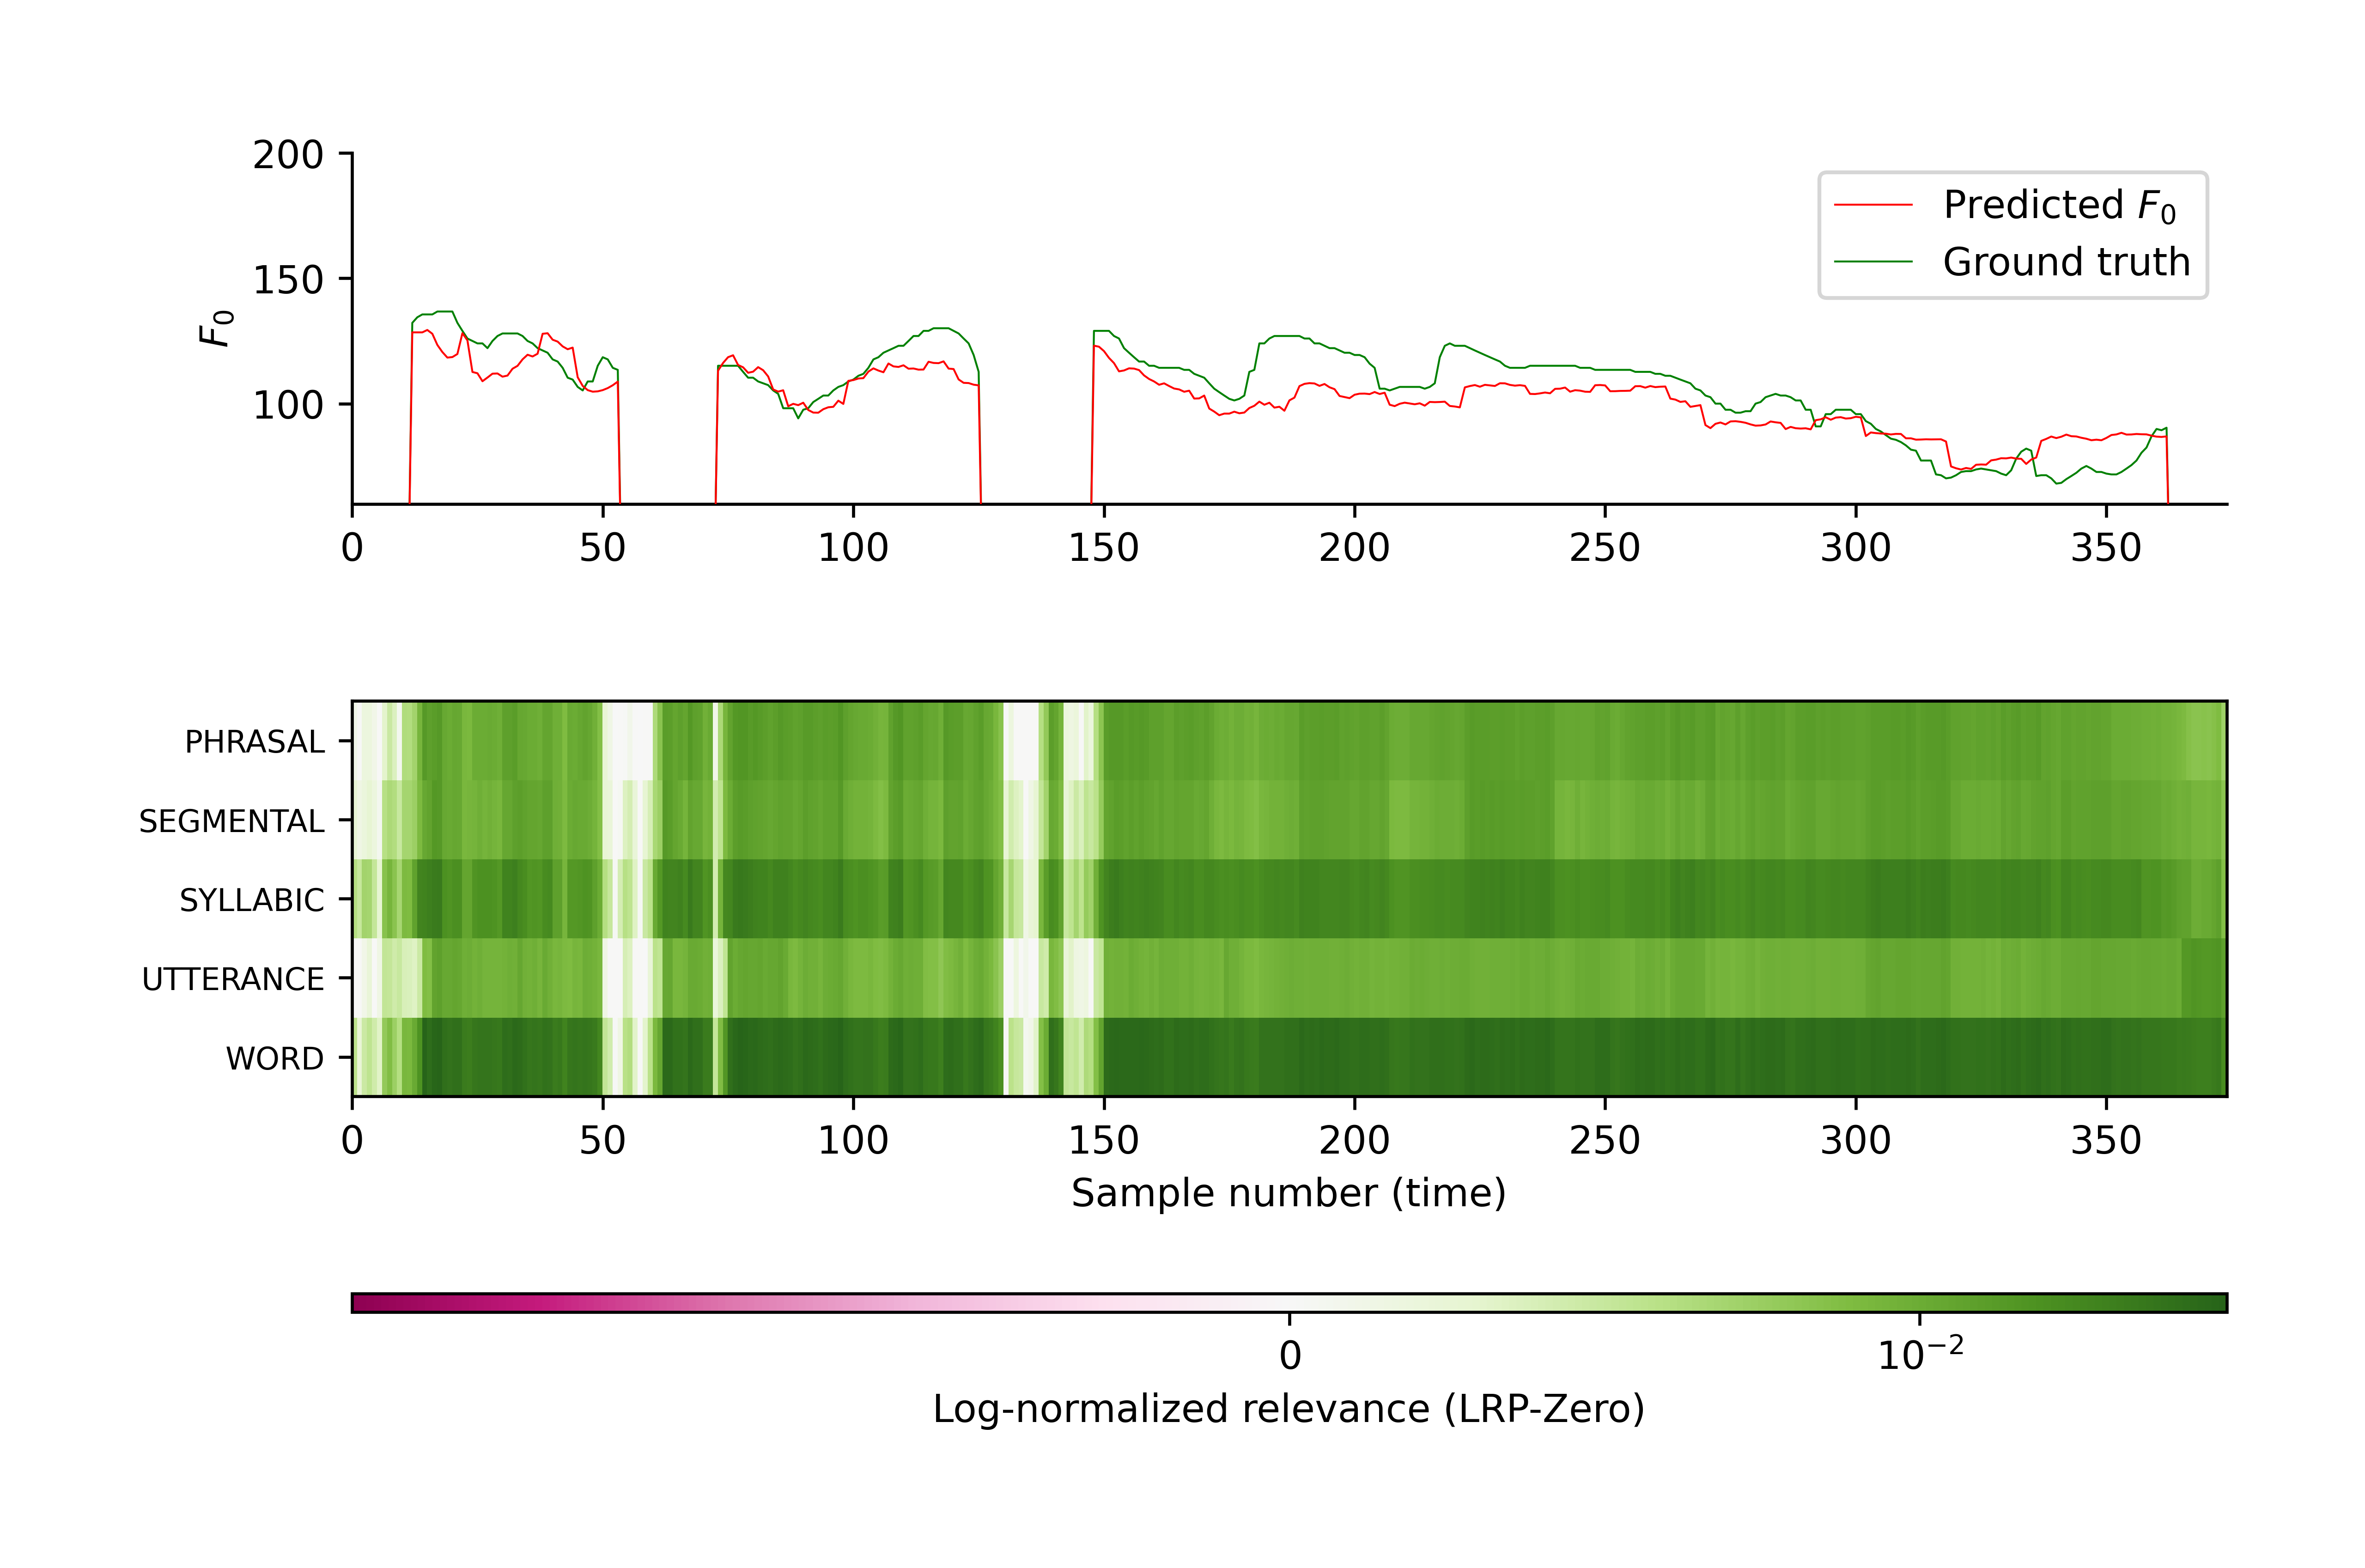 200
150
100
F₀
Predicted F₀
Ground truth
0 50 100 150 200 250 300 350
PHRASAL
SEGMENTAL
SYLLABIC
UTTERANCE
WORD
0 50 100 150 200 250 300 350
Sample number (time)
0 10⁻²
Log-normalized relevance (LRP-Zero)